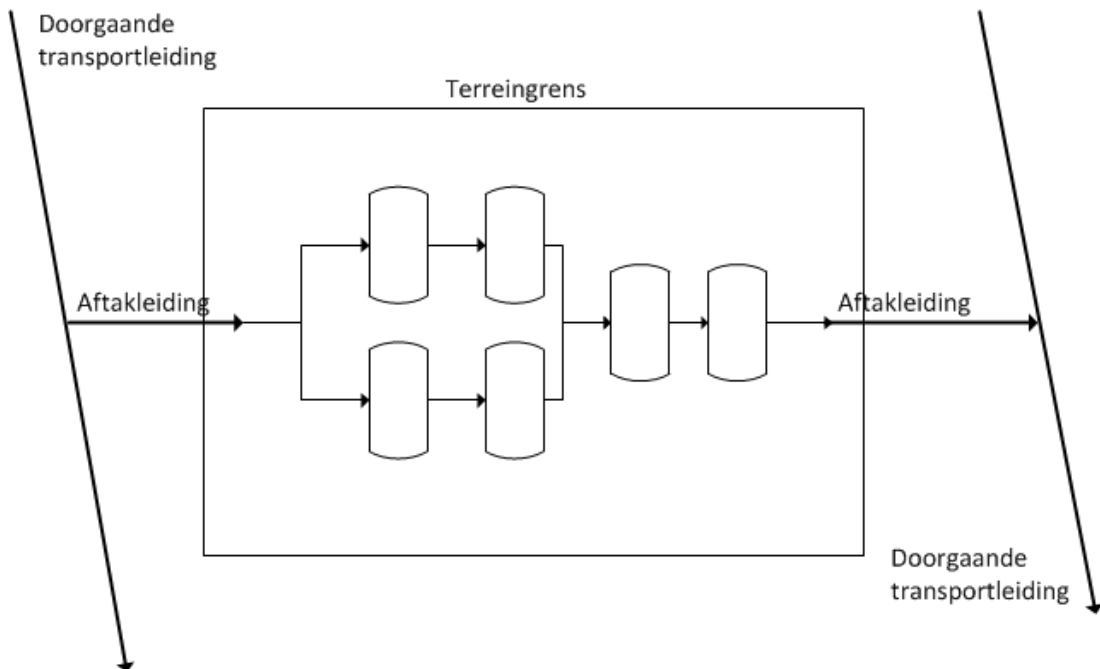 Doorgaande
transportleiding
Terreingrens
Aftakleiding
Aftakleiding
Doorgaande
transportleiding